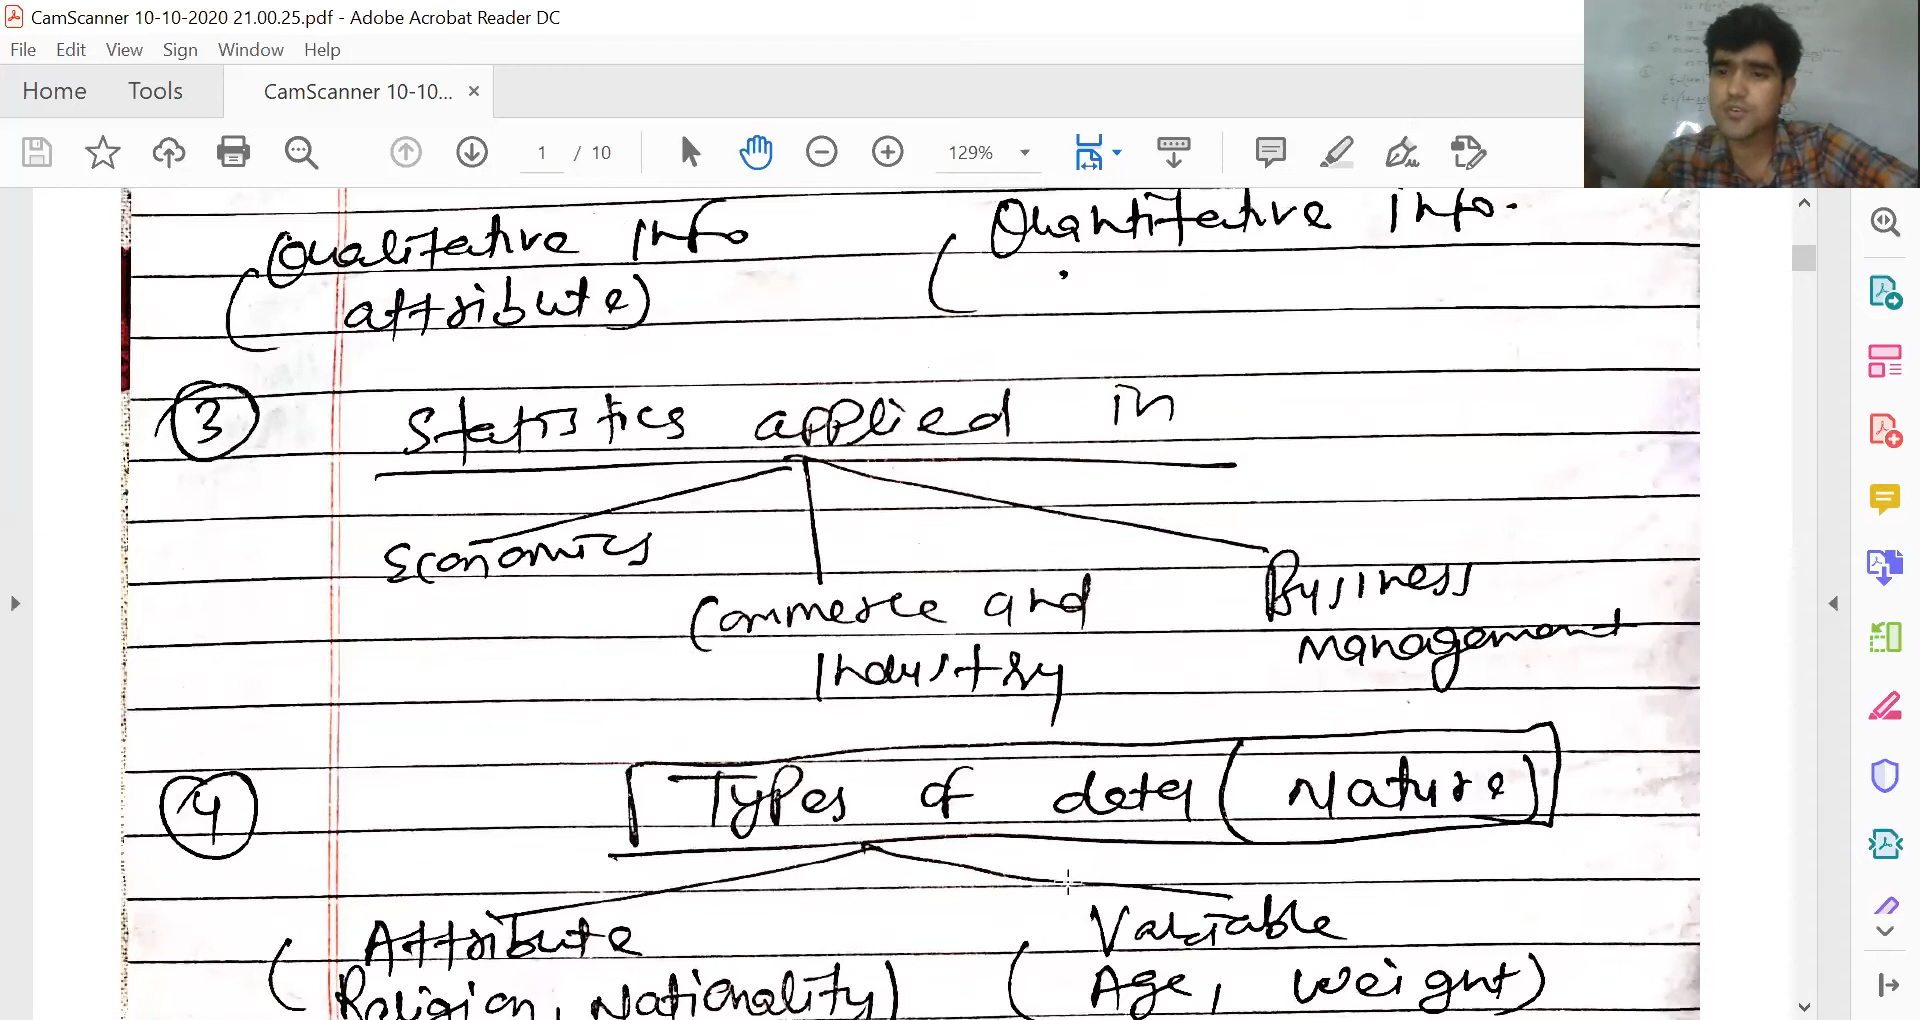 CamScanner 10-10-2020 21.00.25.pdf - Adobe Acrobat Reader DC
File Edit View Sign Window Help
Home Tools CamScanner 10-10... ×
1 / 10 129%
Qualitative Info Quantitative Info.
(attribute) (
3 Statistics applied in
Economics
Commerce and Business
Industry management
4 Types of data (Nature)
Attribute Variable
(Religion, Nationality) (Age, Weight)